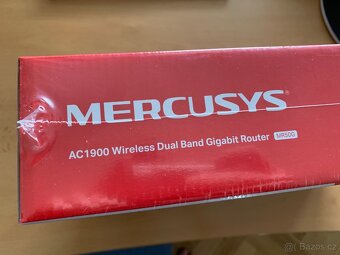 MERCUSYS®
AC1900 Wireless Dual Band Gigabit Router MR50G
Bazos.cz